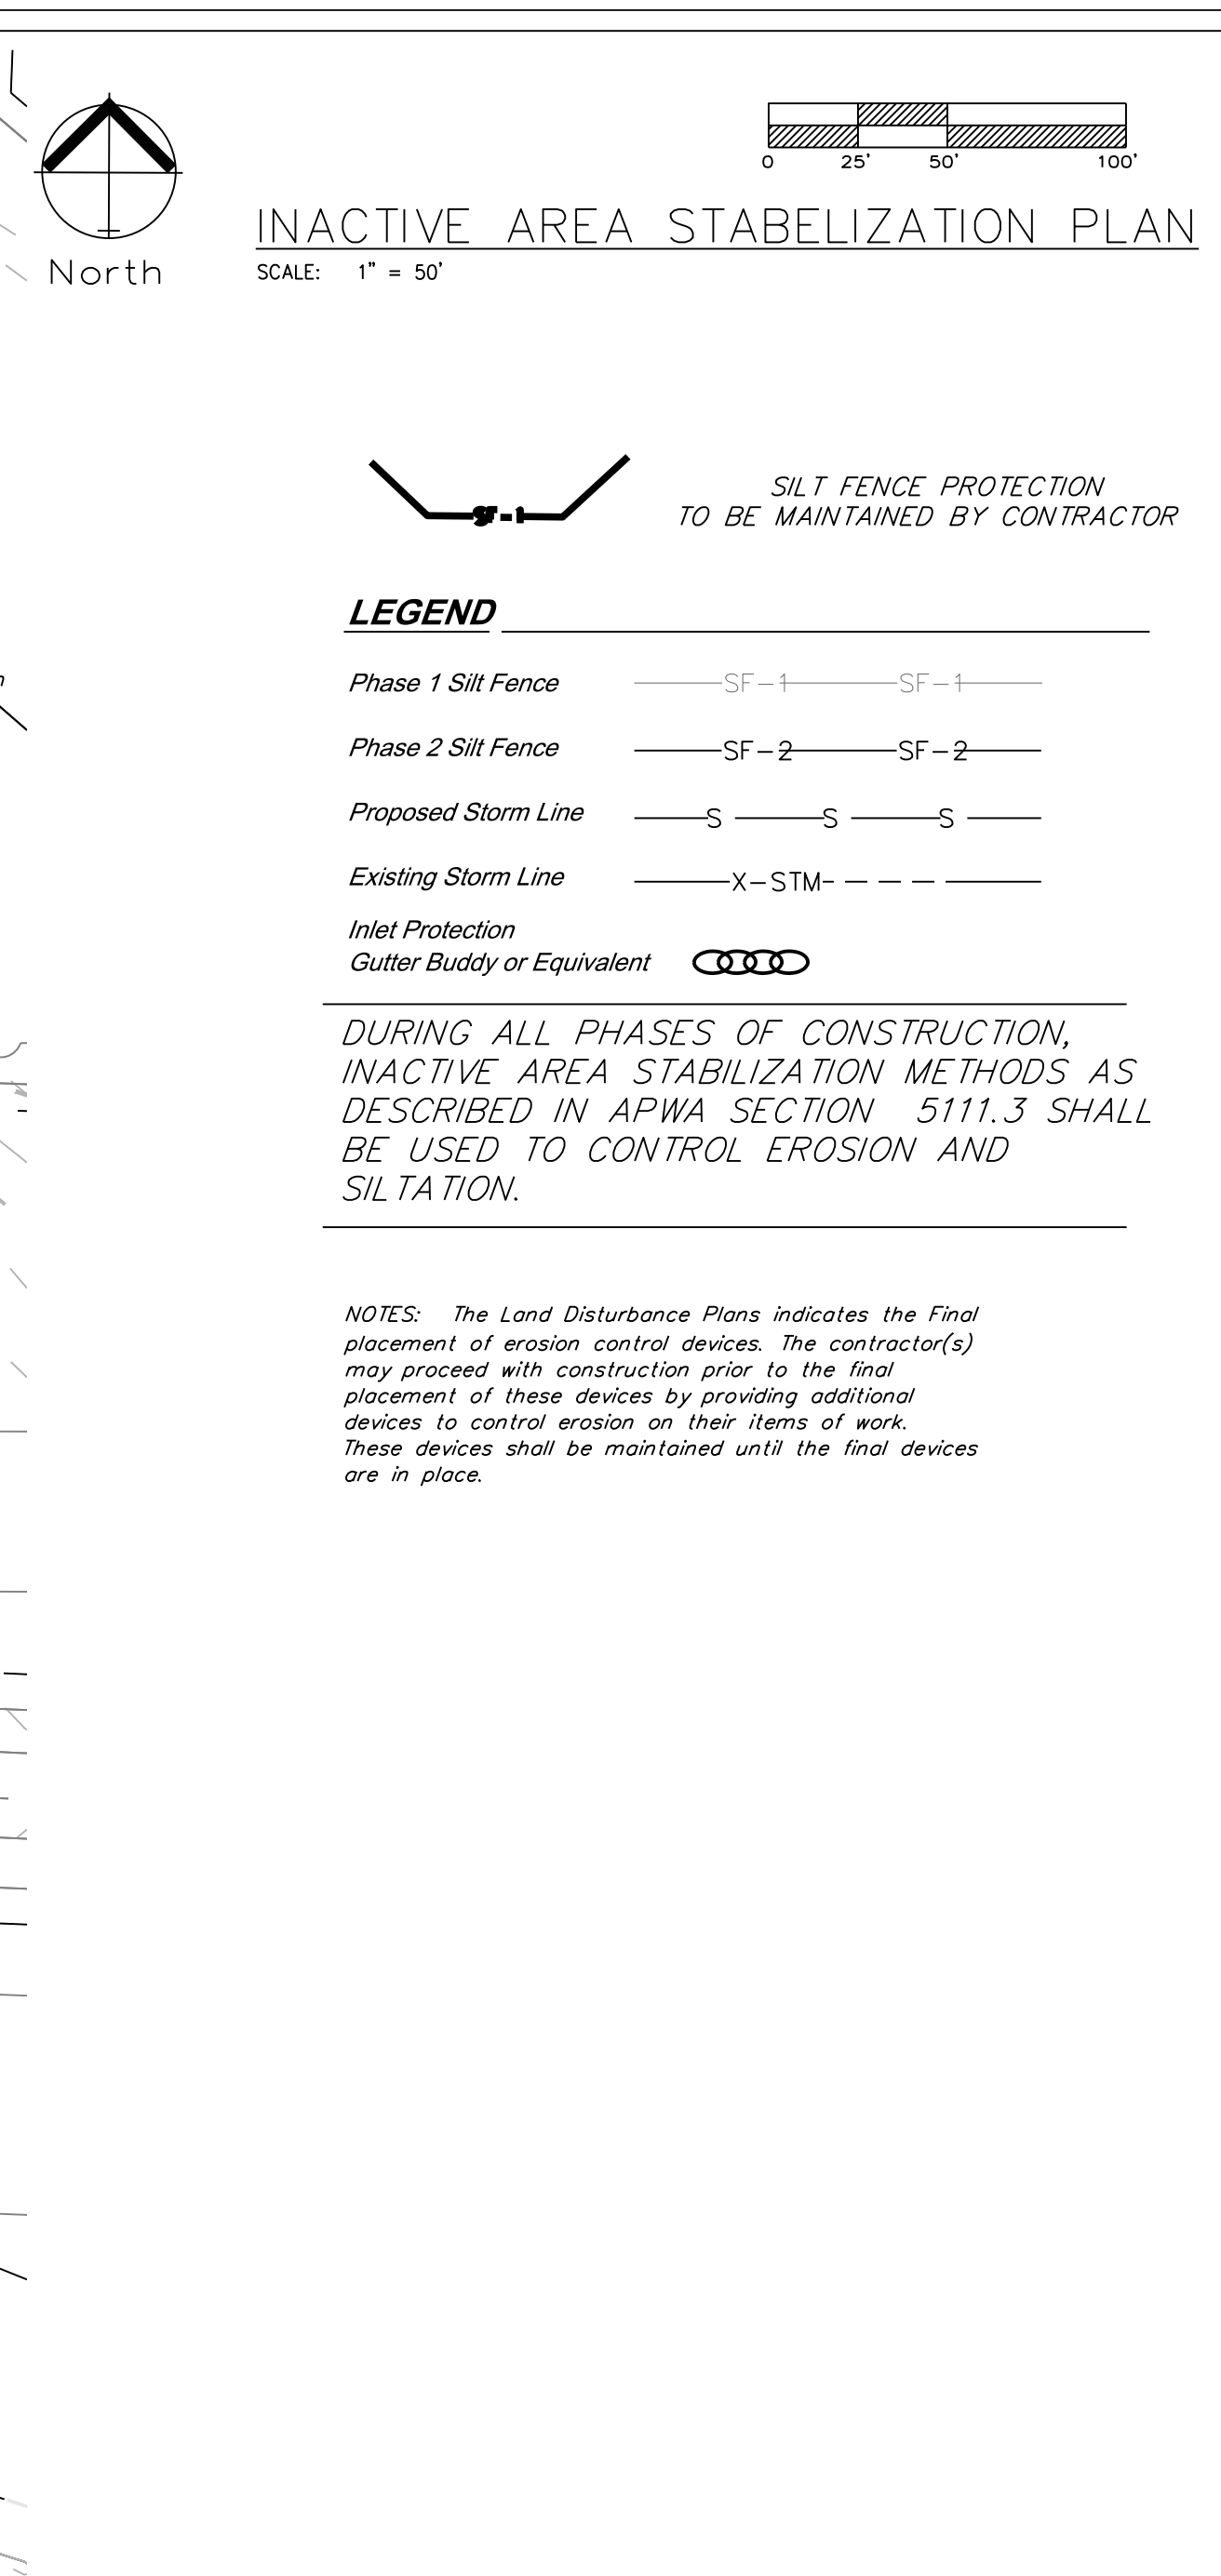 0 25' 50' 100'
INACTIVE AREA STABELIZATION PLAN
SCALE: 1" = 50'
North
SF-1
SILT FENCE PROTECTION
TO BE MAINTAINED BY CONTRACTOR
LEGEND
Phase 1 Silt Fence SF-1 SF-1
Phase 2 Silt Fence SF-2 SF-2
Proposed Storm Line S S S
Existing Storm Line X-STM
Inlet Protection
Gutter Buddy or Equivalent
DURING ALL PHASES OF CONSTRUCTION,
INACTIVE AREA STABILIZATION METHODS AS
DESCRIBED IN APWA SECTION 5111.3 SHALL
BE USED TO CONTROL EROSION AND
SILTATION.
NOTES: The Land Disturbance Plans indicates the Final
placement of erosion control devices. The contractor(s)
may proceed with construction prior to the final
placement of these devices by providing additional
devices to control erosion on their items of work.
These devices shall be maintained until the final devices
are in place.